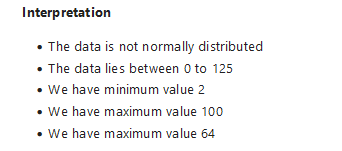 Interpretation
• The data is not normally distributed
• The data lies between 0 to 125
• We have minimum value 2
• We have maximum value 100
• We have maximum value 64